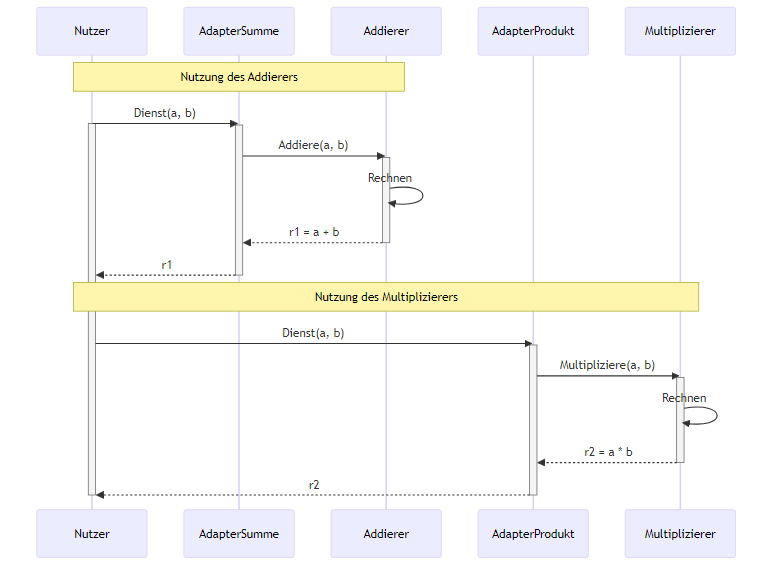 Nutzer
AdapterSumme
Addierer
AdapterProdukt
Multiplizierer
Nutzung des Addierers
Dienst(a, b)
Addiere(a, b)
Rechnen
r1 = a + b
r1
Nutzung des Multiplizierers
Dienst(a, b)
Multipliziere(a, b)
Rechnen
r2 = a * b
r2
Nutzer
AdapterSumme
Addierer
AdapterProdukt
Multiplizierer